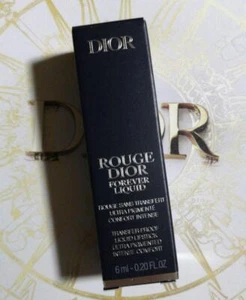 DIOR
DIOR
ROUGE
DIOR
FOREVER
LIQUID
ROUGE SANS TRANSFERT
ULTRA PIGMENTÉ
CONFORT INTENSE
TRANSFER-PROOF
LIQUID LIPSTICK
ULTRA-PIGMENTED
INTENSE COMFORT
6 ml - 0.20 FL.OZ